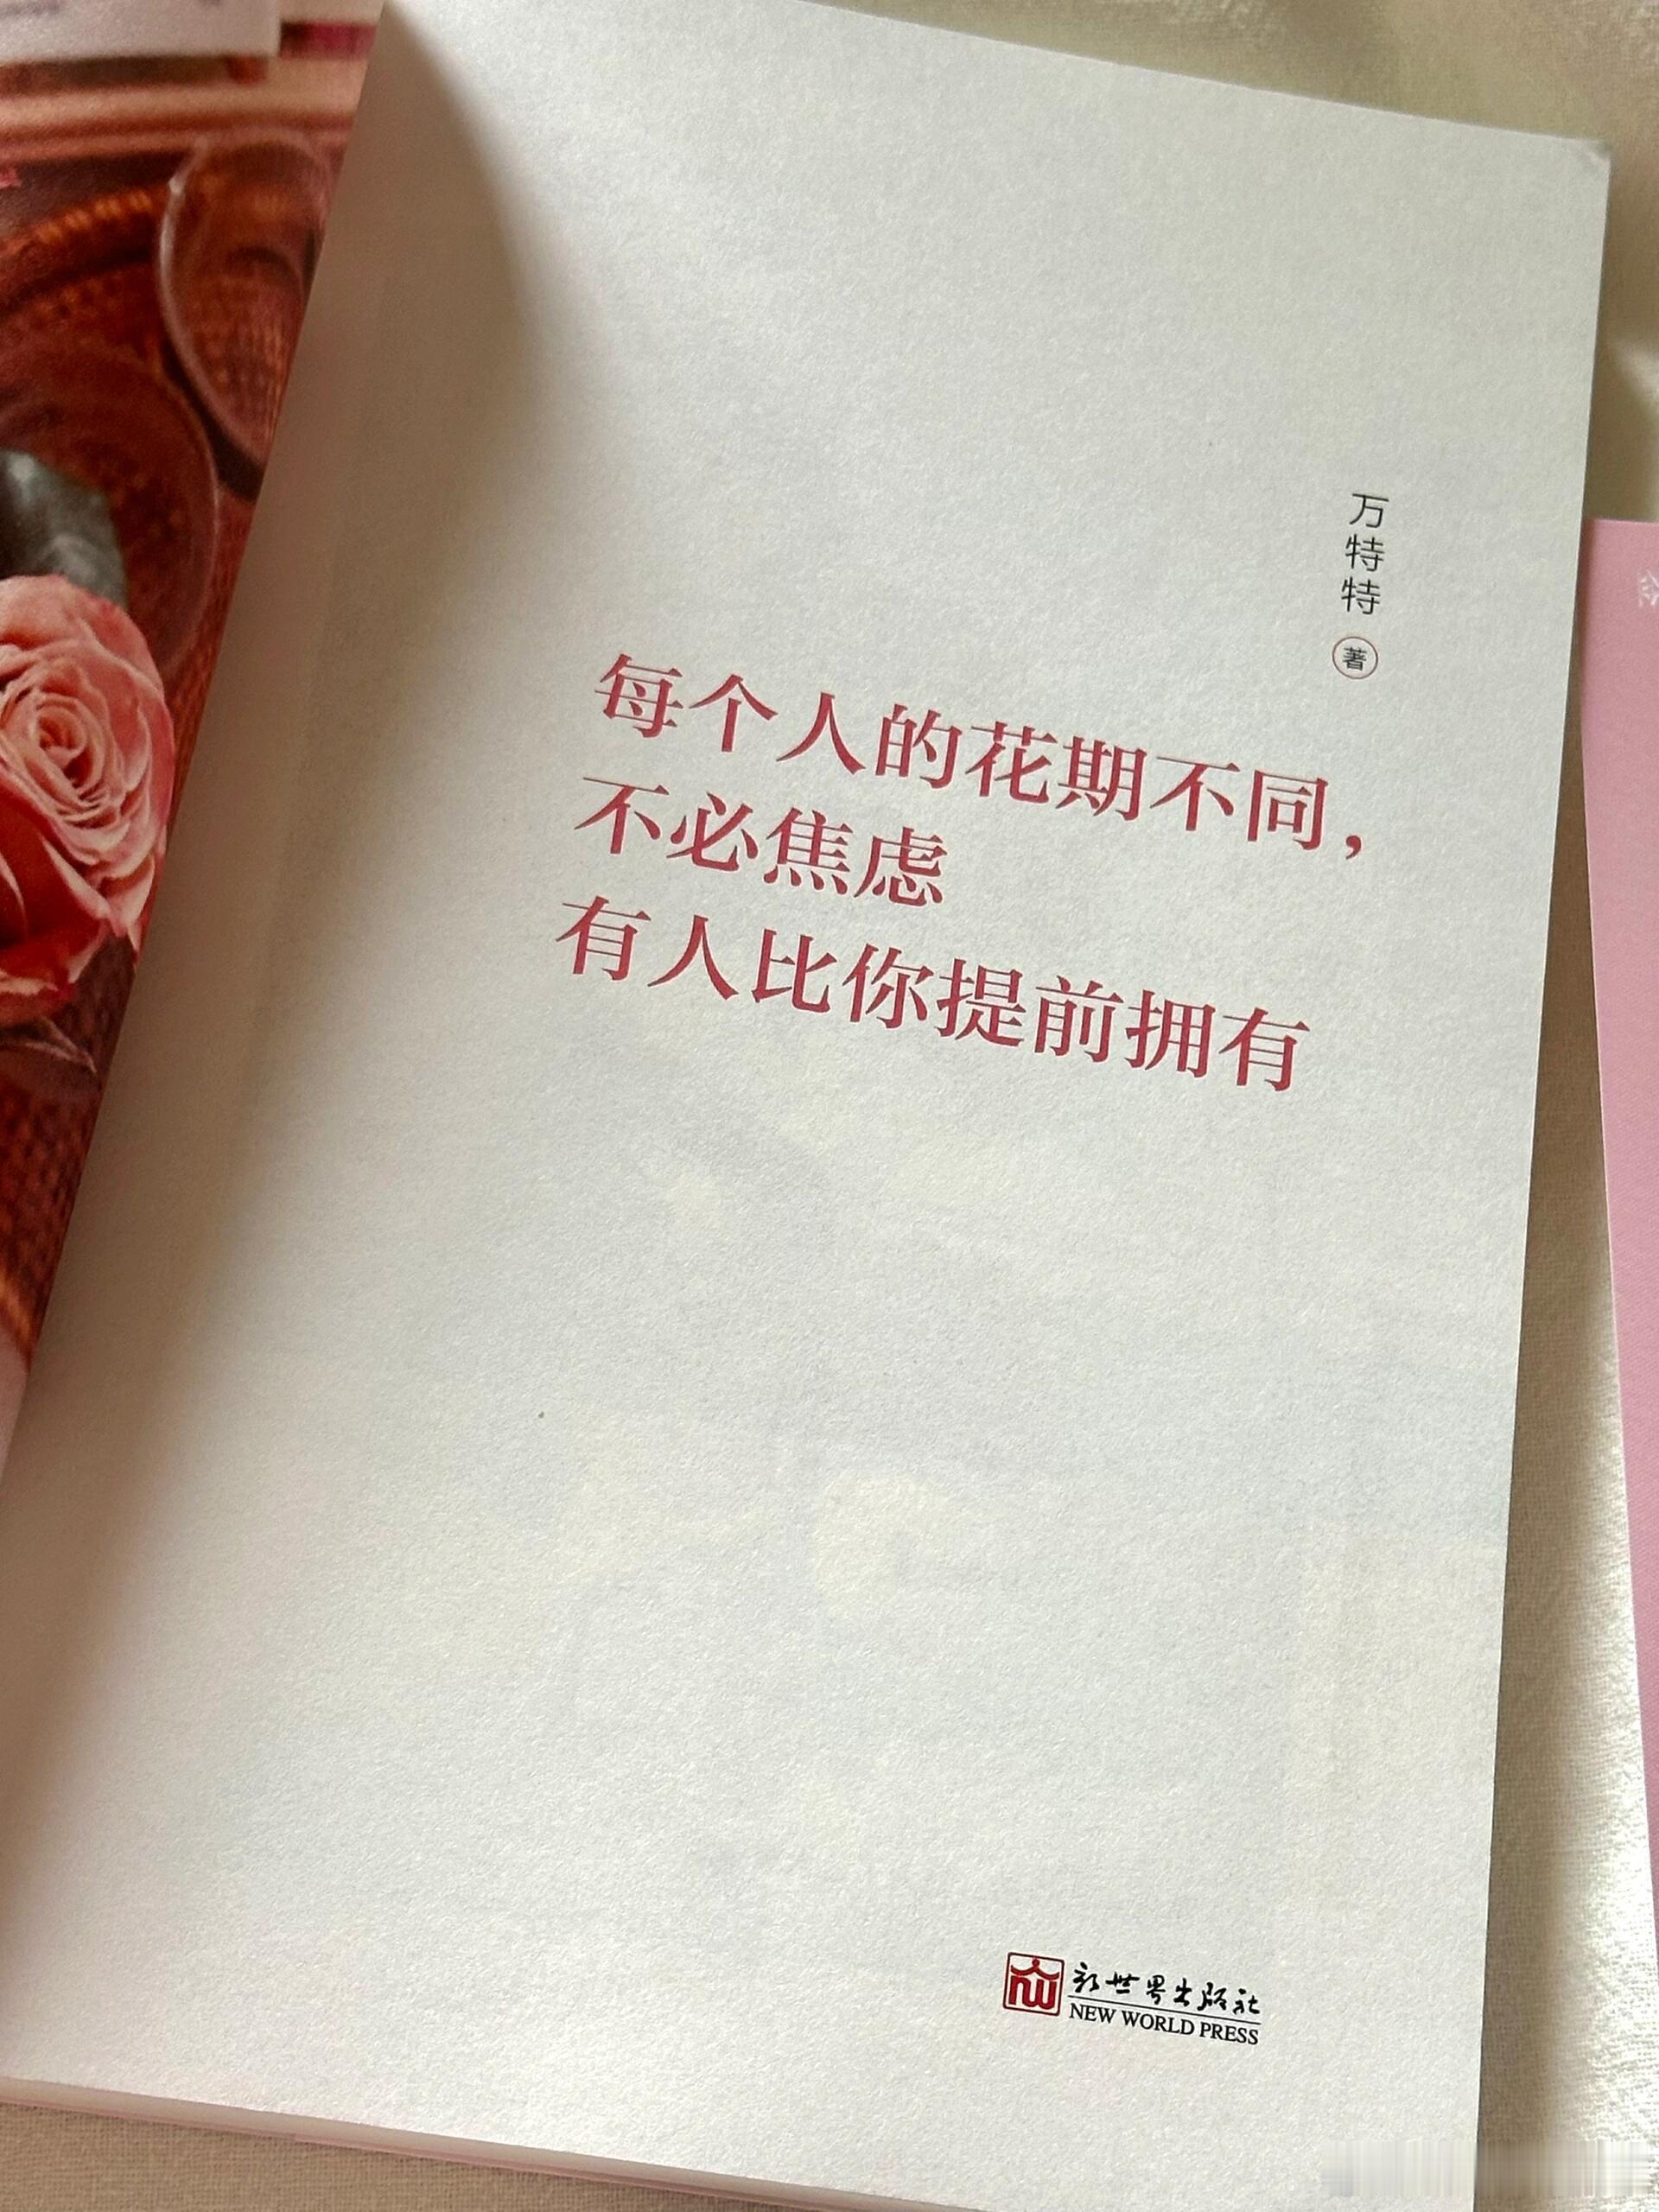 万特特 著
每个人的花期不同，
不必焦虑
有人比你提前拥有
新世界出版社
NEW WORLD PRESS